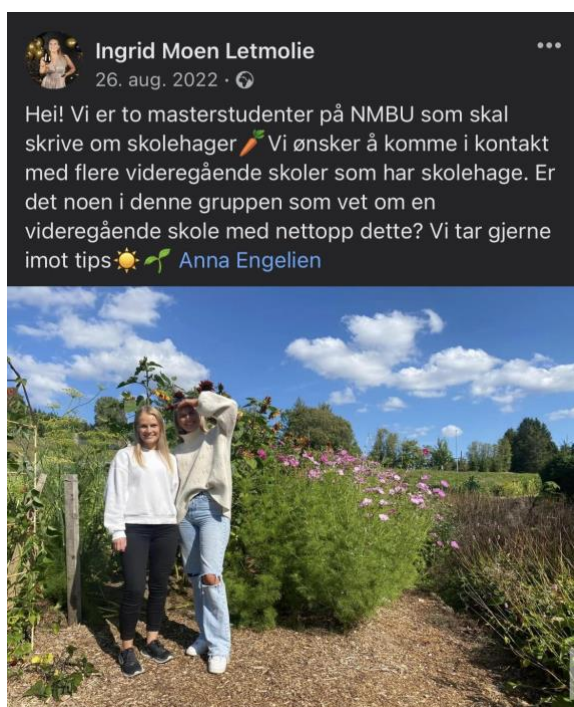 Ingrid Moen Letmolie
26. aug. 2022 ·
Hei! Vi er to masterstudenter på NMBU som skal
skrive om skolehager🥕Vi ønsker å komme i kontakt
med flere videregående skoler som har skolehage. Er
det noen i denne gruppen som vet om en
videregående skole med nettopp dette? Vi tar gjerne
imot tips☀️🌱 Anna Engelien